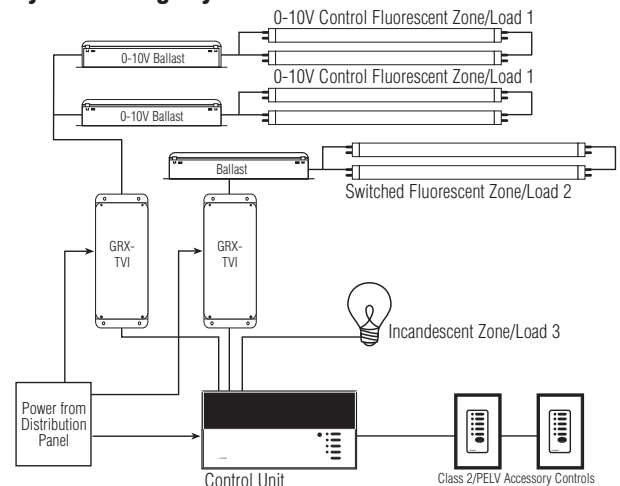 0-10V Control Fluorescent Zone/Load 1
0-10V Ballast
0-10V Control Fluorescent Zone/Load 1
0-10V Ballast
Ballast
Switched Fluorescent Zone/Load 2
GRX-
TVI
GRX-
TVI
Incandescent Zone/Load 3
Power from
Distribution
Panel
Control Unit
Class 2/PELV Accessory Controls